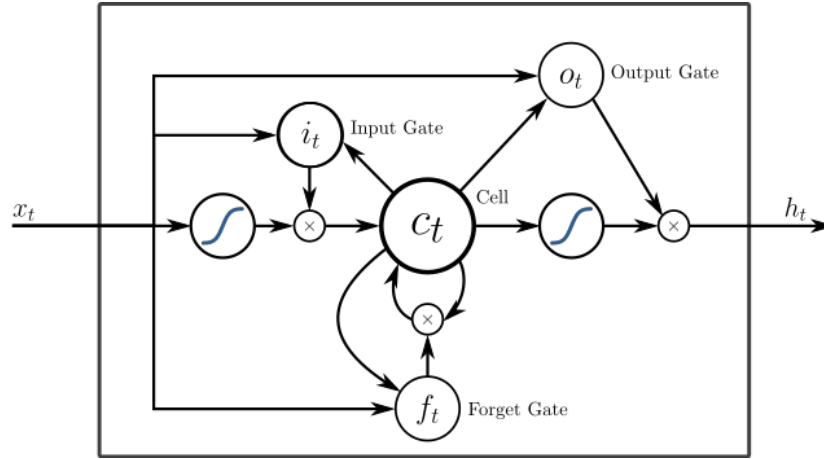 o_t Output Gate
i_t Input Gate
x_t
×
c_t
Cell
×
h_t
×
f_t Forget Gate